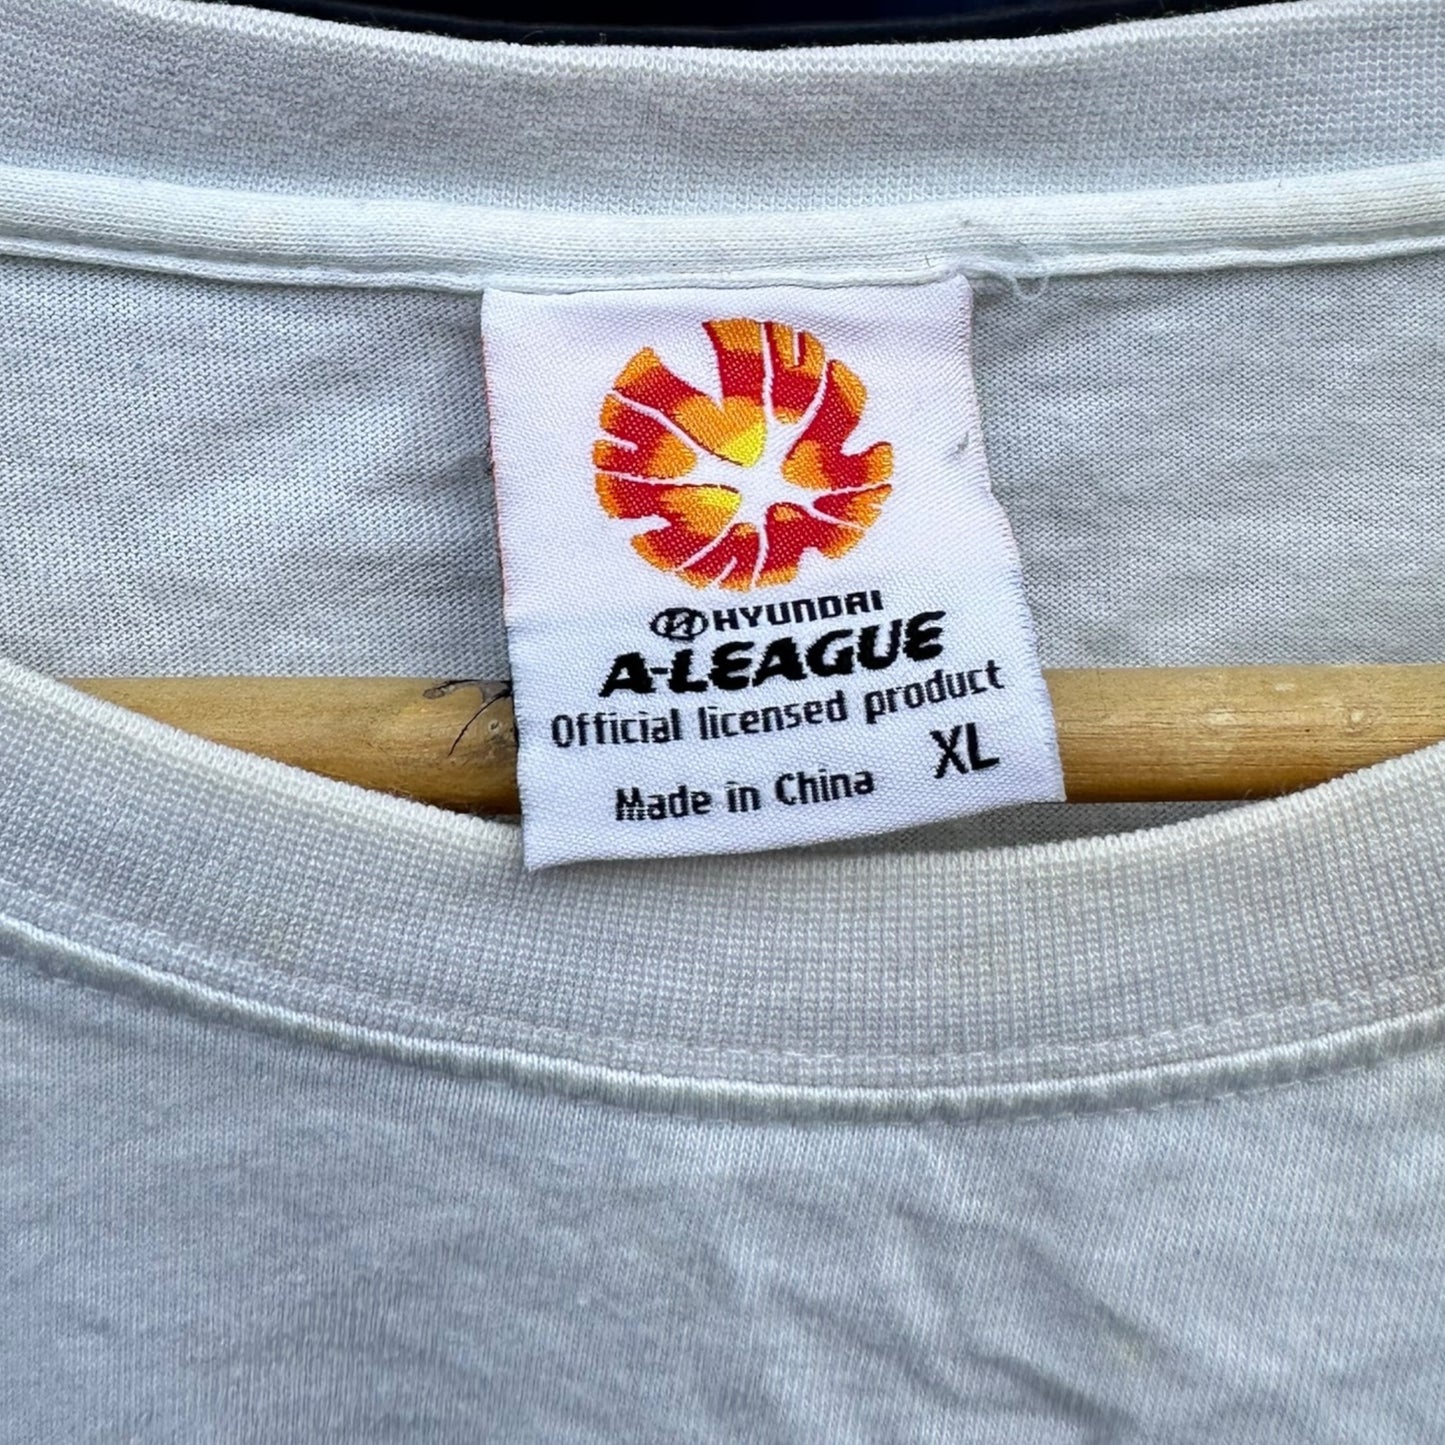 HYUNDAI
A-LEAGUE
Official licensed product
XL
Made in China